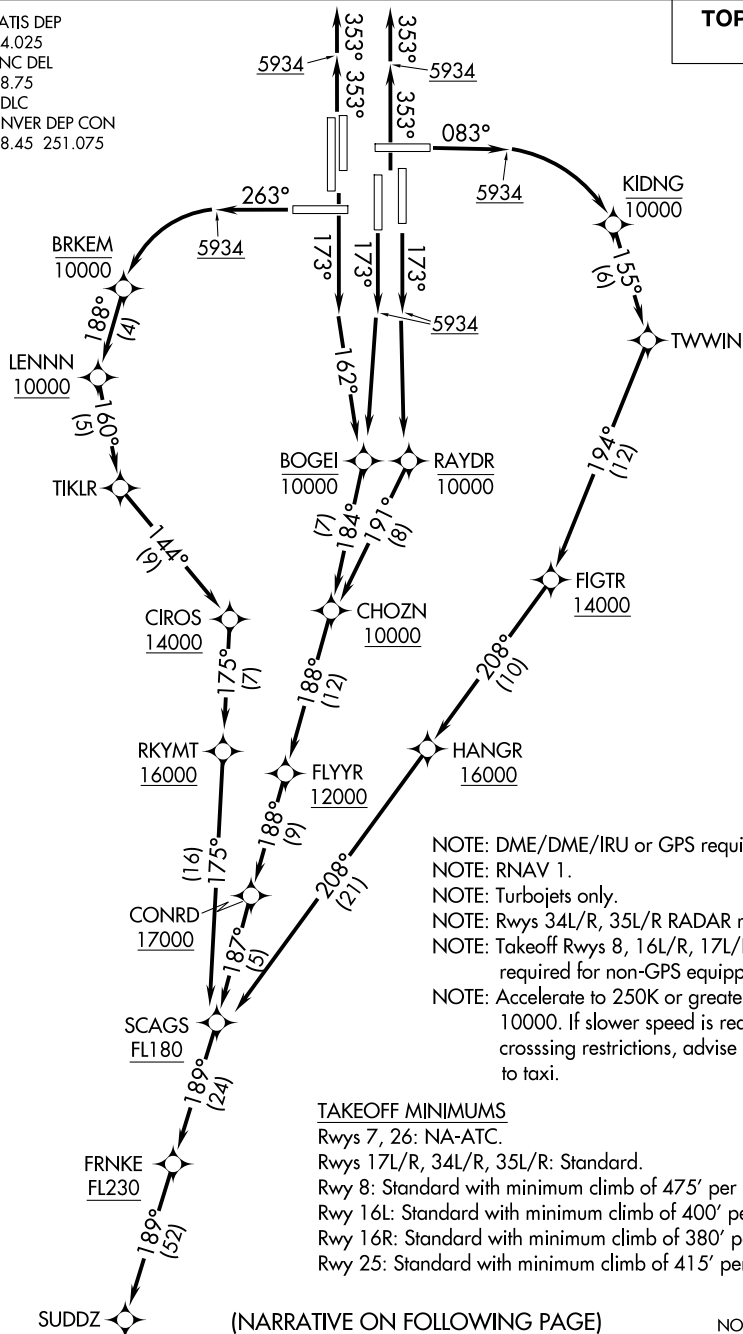 ATIS DEP
4.025
NC DEL
8.75
DLC
NVER DEP CON
8.45 251.075
TOP
353°
353°
5934
353°
353°
5934
083°
5934
KIDNG
10000
155°
(6)
TWWIN
263°
5934
BRKEM
10000
188°
(4)
173°
173°
173°
5934
LENNN
10000
160°
(5)
162°
194°
(12)
TIKLR
BOGEI
10000
RAYDR
10000
144°
(9)
184°
(7)
191°
(8)
FIGTR
14000
CIROS
14000
CHOZN
10000
175°
(7)
188°
(12)
208°
(10)
RKYMT
16000
FLYYR
12000
HANGR
16000
175°
(16)
188°
(9)
208°
(21)
CONRD
17000
187°
(5)
SCAGS
FL180
189°
(24)
FRNKE
FL230
189°
(52)
SUDDZ
NOTE: DME/DME/IRU or GPS requi
NOTE: RNAV 1.
NOTE: Turbojets only.
NOTE: Rwys 34L/R, 35L/R RADAR r
NOTE: Takeoff Rwys 8, 16L/R, 17L/
required for non-GPS equipp
NOTE: Accelerate to 250K or greate
10000. If slower speed is rec
crosssing restrictions, advise
to taxi.
TAKEOFF MINIMUMS
Rwys 7, 26: NA-ATC.
Rwys 17L/R, 34L/R, 35L/R: Standard.
Rwy 8: Standard with minimum climb of 475' per
Rwy 16L: Standard with minimum climb of 400' pe
Rwy 16R: Standard with minimum climb of 380' p
Rwy 25: Standard with minimum climb of 415' per
(NARRATIVE ON FOLLOWING PAGE)
NO